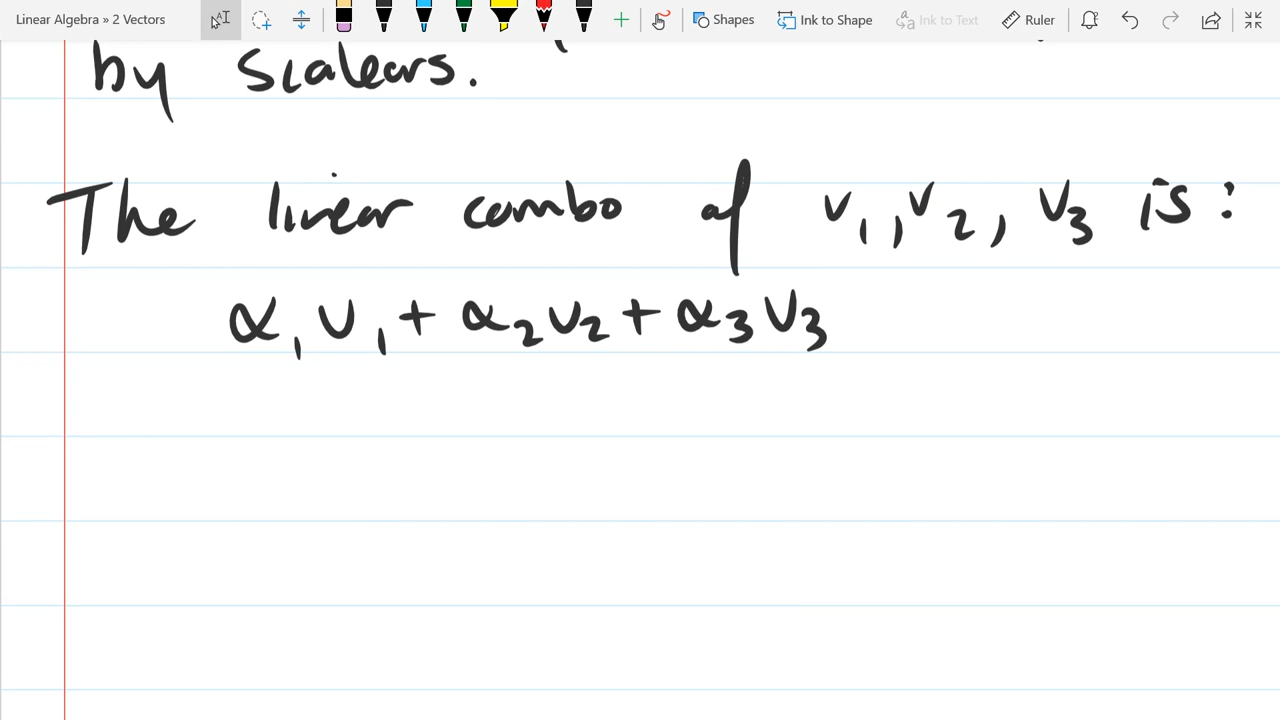 Linear Algebra » 2 Vectors
Shapes
Ink to Shape
Ink to Text
Ruler
by Scalears.
The linear combo of v₁, v₂, v₃ is:
α₁v₁ + α₂v₂ + α₃v₃